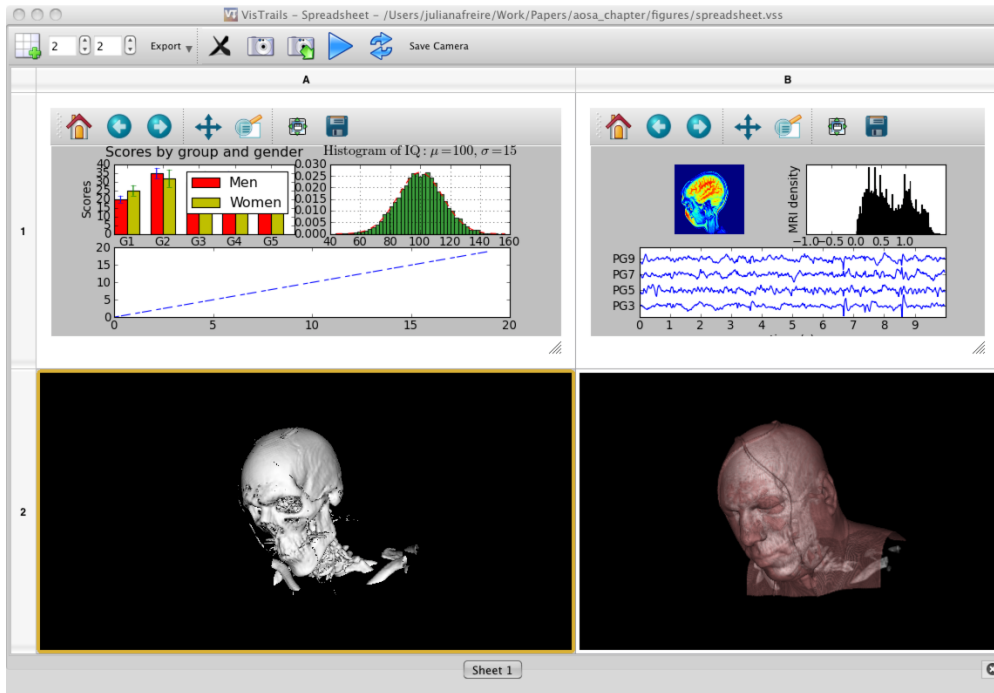 VisTrails - Spreadsheet - /Users/julianafreire/Work/Papers/aosa_chapter/figures/spreadsheet.vss
2 2 Export Save Camera
A B
1
Scores by group and gender
Scores
40
35
30
25
20
15
10
5
0
Men
Women
G1 G2 G3 G4 G5
Histogram of IQ : μ=100, σ=15
0.030
0.025
0.020
0.015
0.010
0.005
0.000
40 60 80 100 120 140 160
20
15
10
5
0
0 5 10 15 20
MRI density
−1.0 −0.5 0.0 0.5 1.0
PG9
PG7
PG5
PG3
0 1 2 3 4 5 6 7 8 9
2
Sheet 1